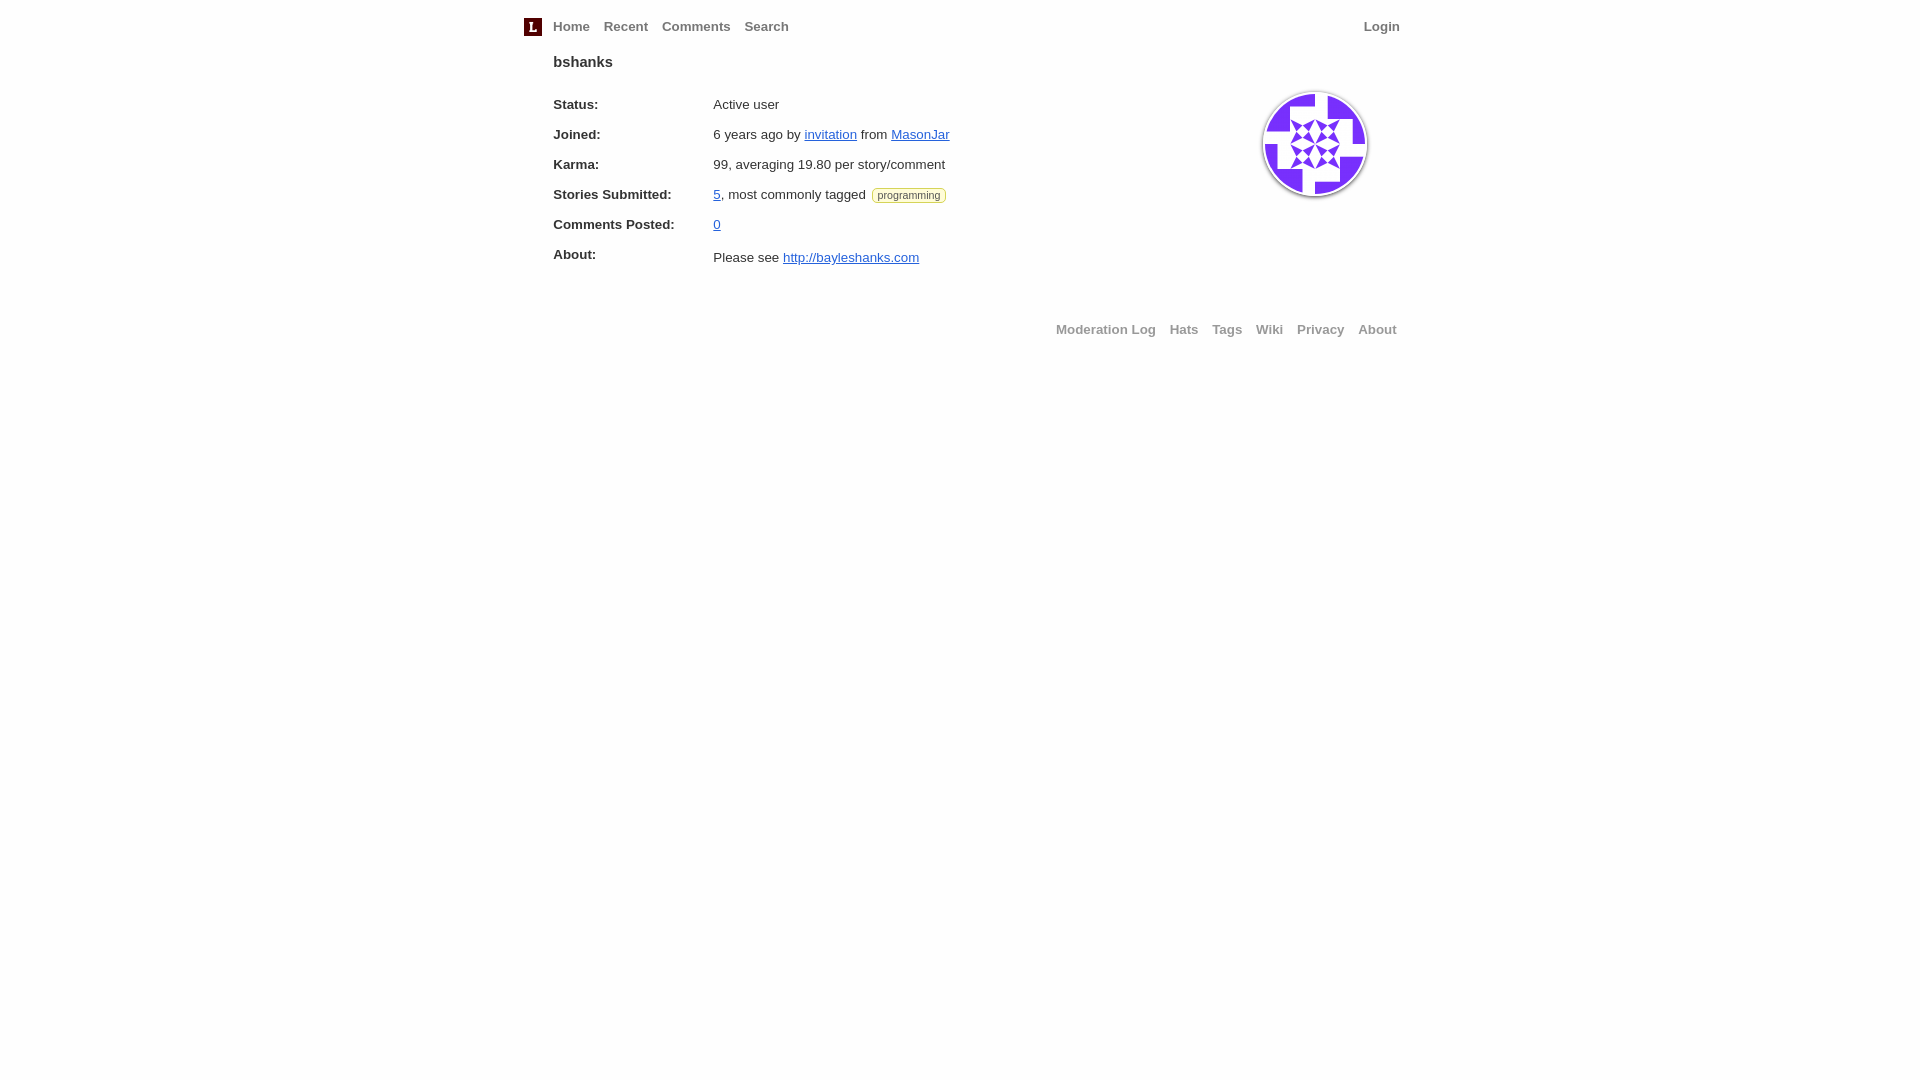 L Home Recent Comments Search Login
bshanks
Status: Active user
Joined: 6 years ago by invitation from MasonJar
Karma: 99, averaging 19.80 per story/comment
Stories Submitted: 5, most commonly tagged programming
Comments Posted: 0
About: Please see http://bayleshanks.com
Moderation Log Hats Tags Wiki Privacy About